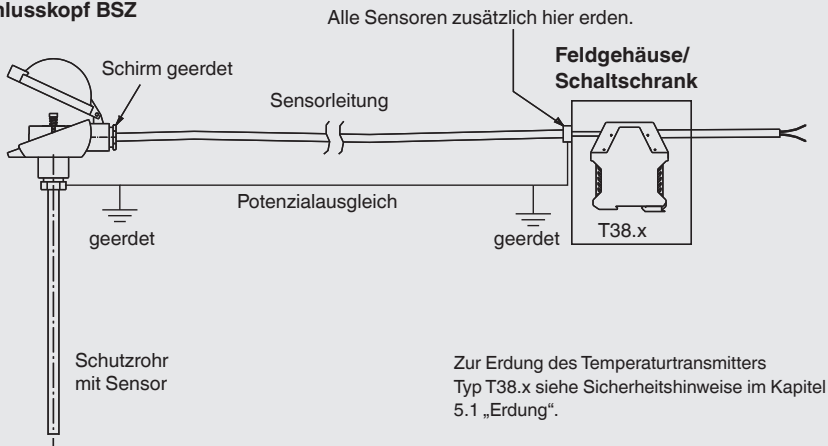 BSZ
Alle Sensoren zusätzlich hier erden.
Feldgehäuse/
Schaltschrank
Schirm geerdet
Sensorleitung
Potenzialausgleich
geerdet
geerdet
T38.x
Schutzrohr
mit Sensor
Zur Erdung des Temperaturtransmitters
Typ T38.x siehe Sicherheitshinweise im Kapitel
5.1 „Erdung“.